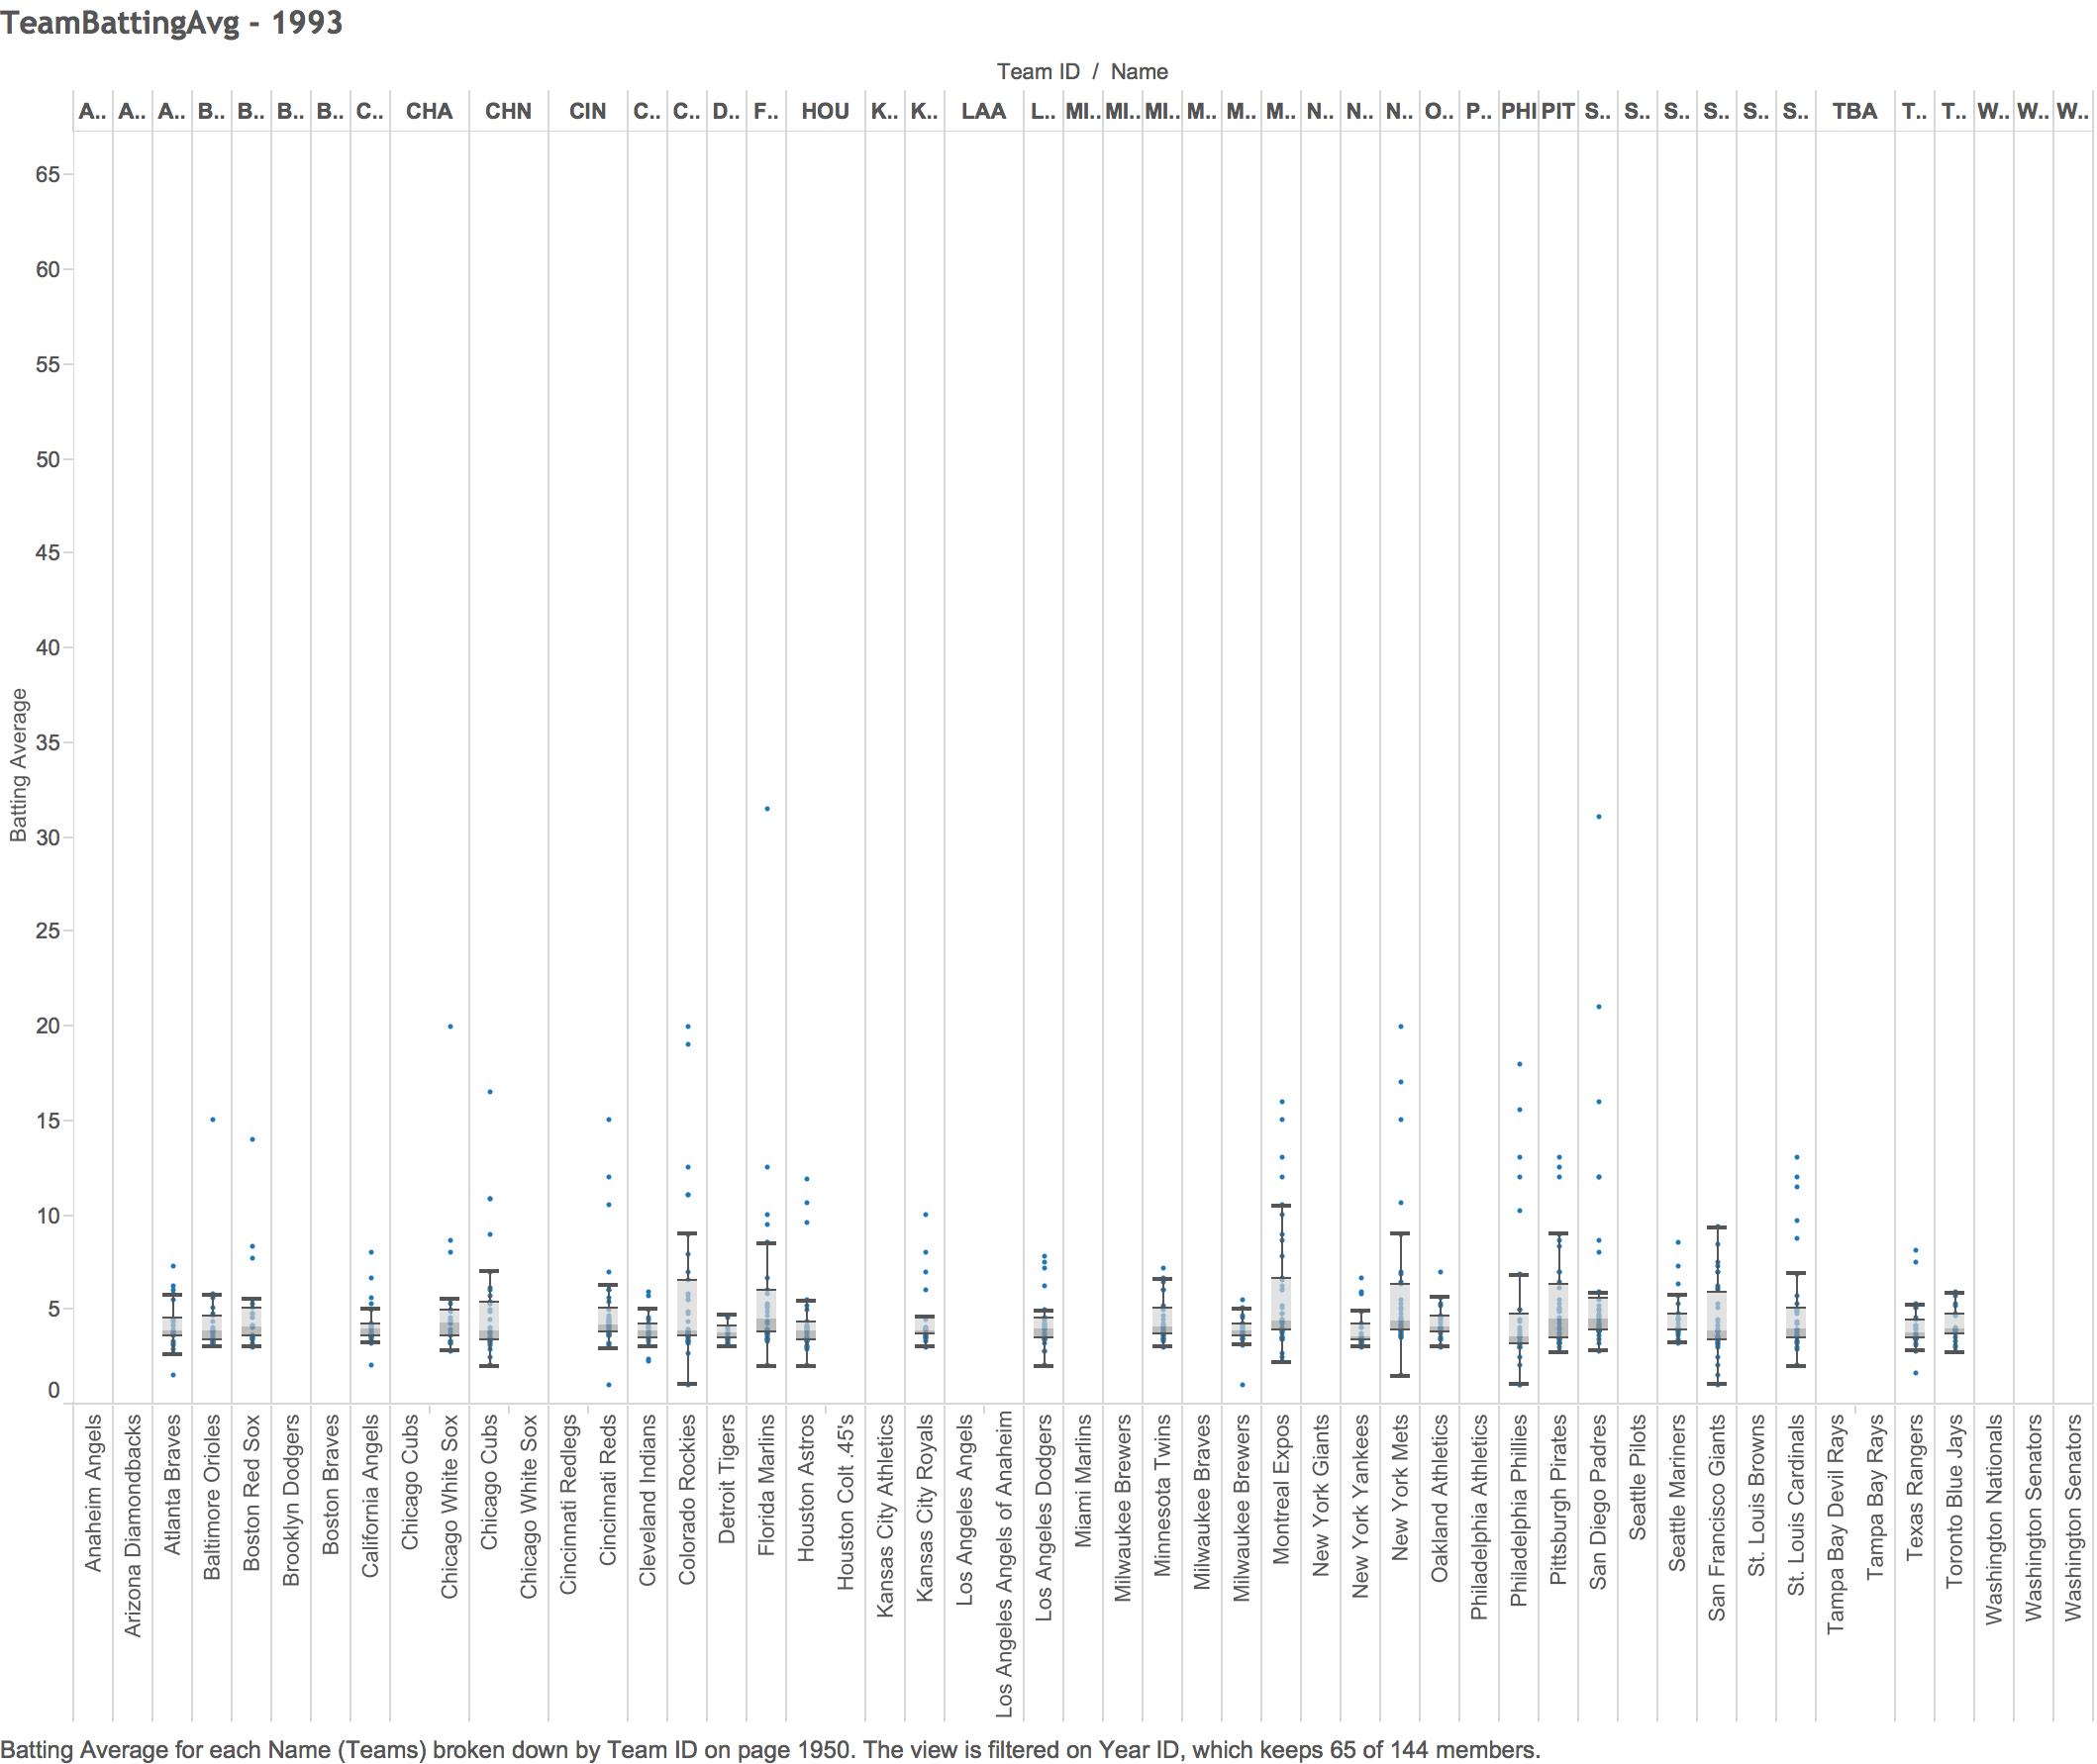 TeamBattingAvg - 1993
Team ID / Name
A.. A.. A.. B.. B.. B.. B.. C.. CHA CHN CIN C.. C.. D.. F.. HOU K.. K.. LAA L.. MI.. MI.. MI.. M.. M.. M.. N.. N.. N.. O.. P.. PHI PIT S.. S.. S.. S.. S.. S.. TBA T.. T.. W.. W.. W..
Batting Average
65
60
55
50
45
40
35
30
25
20
15
10
5
0
Anaheim Angels
Arizona Diamondbacks
Atlanta Braves
Baltimore Orioles
Boston Red Sox
Brooklyn Dodgers
Boston Braves
California Angels
Chicago Cubs
Chicago White Sox
Chicago Cubs
Chicago White Sox
Cincinnati Redlegs
Cincinnati Reds
Cleveland Indians
Colorado Rockies
Detroit Tigers
Florida Marlins
Houston Astros
Houston Colt .45's
Kansas City Athletics
Kansas City Royals
Los Angeles Angels
Los Angeles Angels of Anaheim
Los Angeles Dodgers
Miami Marlins
Milwaukee Brewers
Minnesota Twins
Milwaukee Braves
Milwaukee Brewers
Montreal Expos
New York Giants
New York Yankees
New York Mets
Oakland Athletics
Philadelphia Athletics
Philadelphia Phillies
Pittsburgh Pirates
San Diego Padres
Seattle Pilots
Seattle Mariners
San Francisco Giants
St. Louis Browns
St. Louis Cardinals
Tampa Bay Devil Rays
Tampa Bay Rays
Texas Rangers
Toronto Blue Jays
Washington Nationals
Washington Senators
Washington Senators
Batting Average for each Name (Teams) broken down by Team ID on page 1950. The view is filtered on Year ID, which keeps 65 of 144 members.